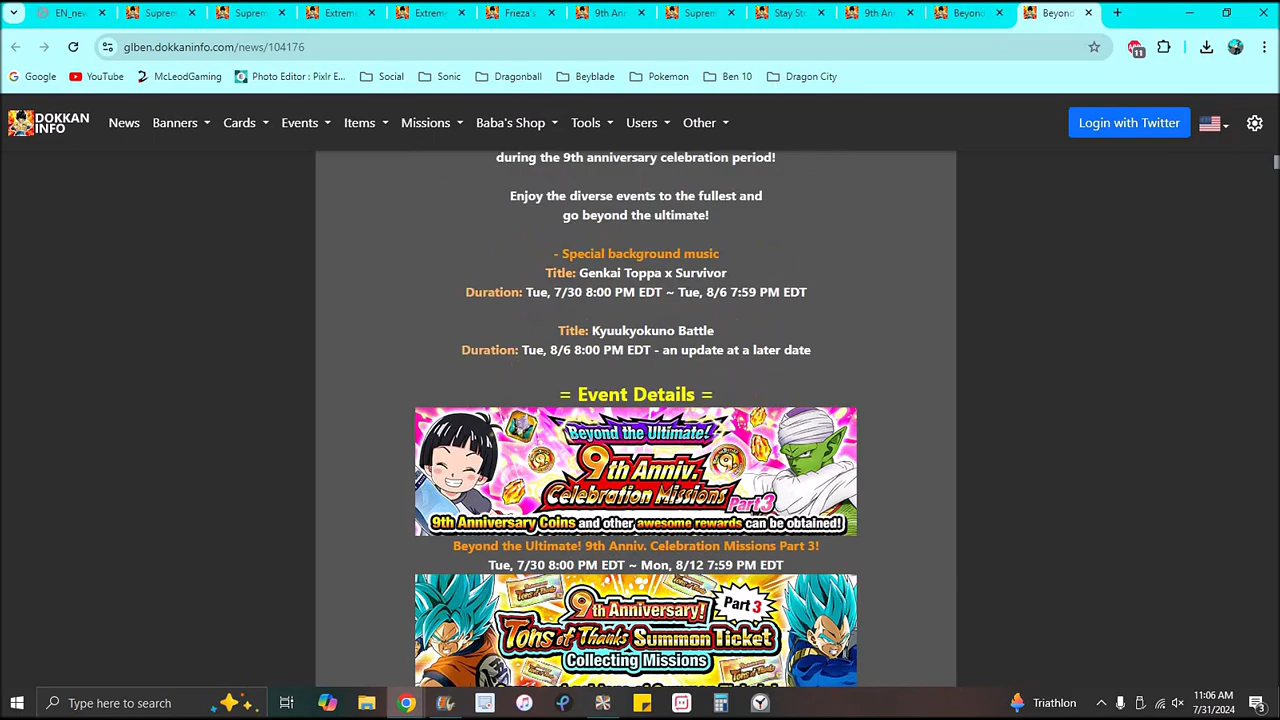 EN_new
Suprem
Suprem
Extreme
Extrem
Frieza's
9th Ann
Suprem
Stay Str
9th Ann
Beyond
Beyond
glben.dokkaninfo.com/news/104176
11
Google
YouTube
McLeodGaming
Photo Editor : Pixlr E...
Social
Sonic
Dragonball
Beyblade
Pokemon
Ben 10
Dragon City
DOKKAN
INFO
News
Banners
Cards
Events
Items
Missions
Baba's Shop
Tools
Users
Other
Login with Twitter
during the 9th anniversary celebration period!
Enjoy the diverse events to the fullest and
go beyond the ultimate!
- Special background music
Title: Genkai Toppa x Survivor
Duration: Tue, 7/30 8:00 PM EDT ~ Tue, 8/6 7:59 PM EDT
Title: Kyuukyokuno Battle
Duration: Tue, 8/6 8:00 PM EDT - an update at a later date
= Event Details =
Beyond the Ultimate!
9th Anniv.
Celebration Missions Part 3
9th Anniversary Coins and other awesome rewards can be obtained!
Beyond the Ultimate! 9th Anniv. Celebration Missions Part 3!
Tue, 7/30 8:00 PM EDT ~ Mon, 8/12 7:59 PM EDT
9th Anniversary!
Part 3
Tons of Thanks Summon Ticket
Collecting Missions
Type here to search
Triathlon
11:06 AM
7/31/2024
3